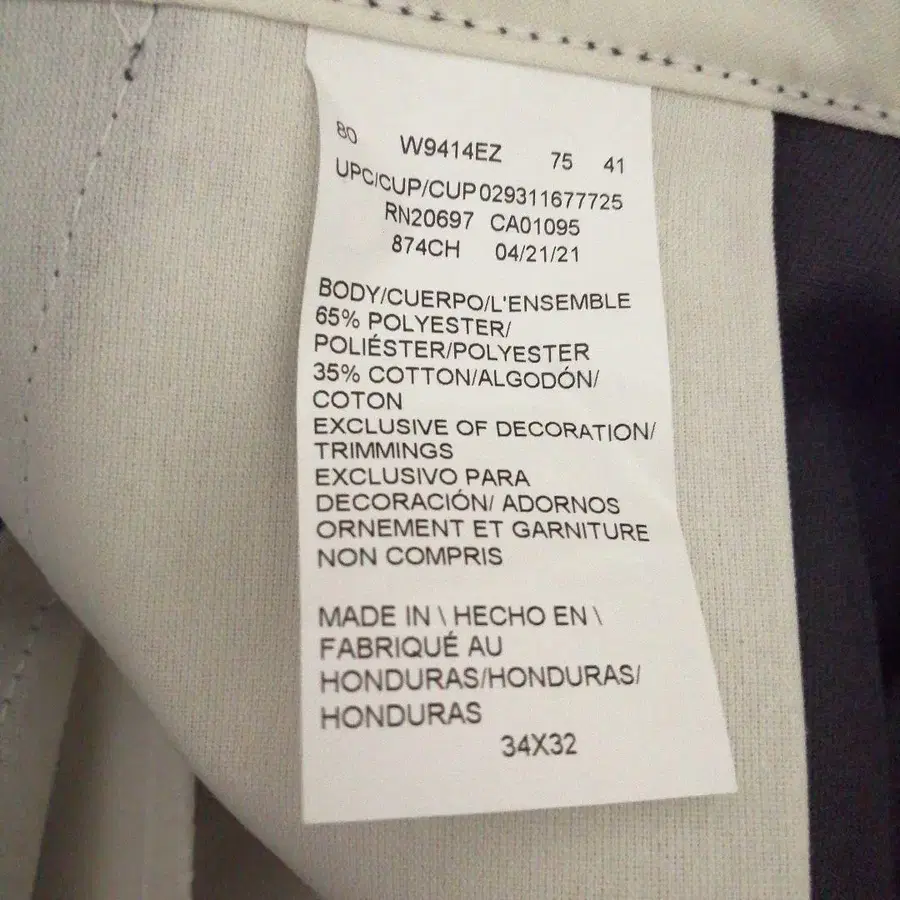 80 W9414EZ 75 41
UPC/CUP/CUP029311677725
RN20697 CA01095
874CH 04/21/21
BODY/CUERPO/L'ENSEMBLE
65% POLYESTER/
POLIÉSTER/POLYESTER
35% COTTON/ALGODÓN/
COTON
EXCLUSIVE OF DECORATION/
TRIMMINGS
EXCLUSIVO PARA
DECORACIÓN/ ADORNOS
ORNEMENT ET GARNITURE
NON COMPRIS
MADE IN \ HECHO EN \
FABRIQUÉ AU
HONDURAS/HONDURAS/
HONDURAS
34X32